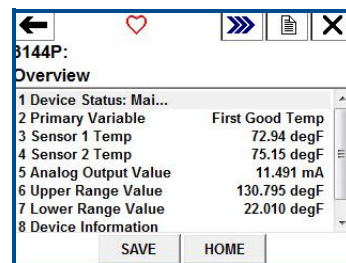 3144P:
Overview
1 Device Status: Mai...
2 Primary Variable First Good Temp
3 Sensor 1 Temp 72.94 degF
4 Sensor 2 Temp 75.15 degF
5 Analog Output Value 11.491 mA
6 Upper Range Value 130.795 degF
7 Lower Range Value 22.010 degF
8 Device Information
SAVE HOME